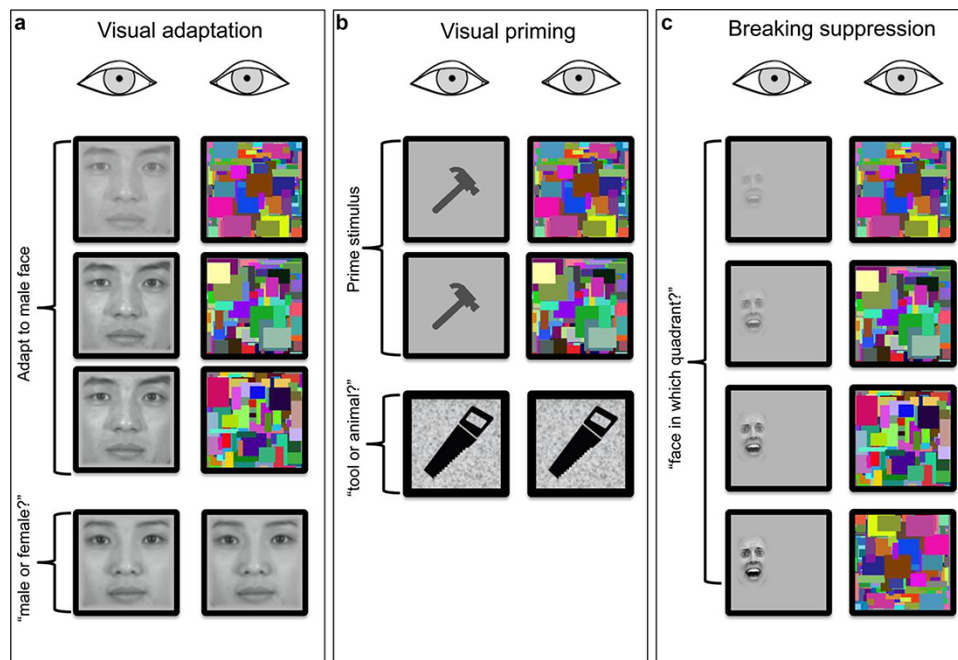 a
Visual adaptation
Adapt to male face
“male or female?”
b
Visual priming
Prime stimulus
“tool or animal?”
c
Breaking suppression
“face in which quadrant?”